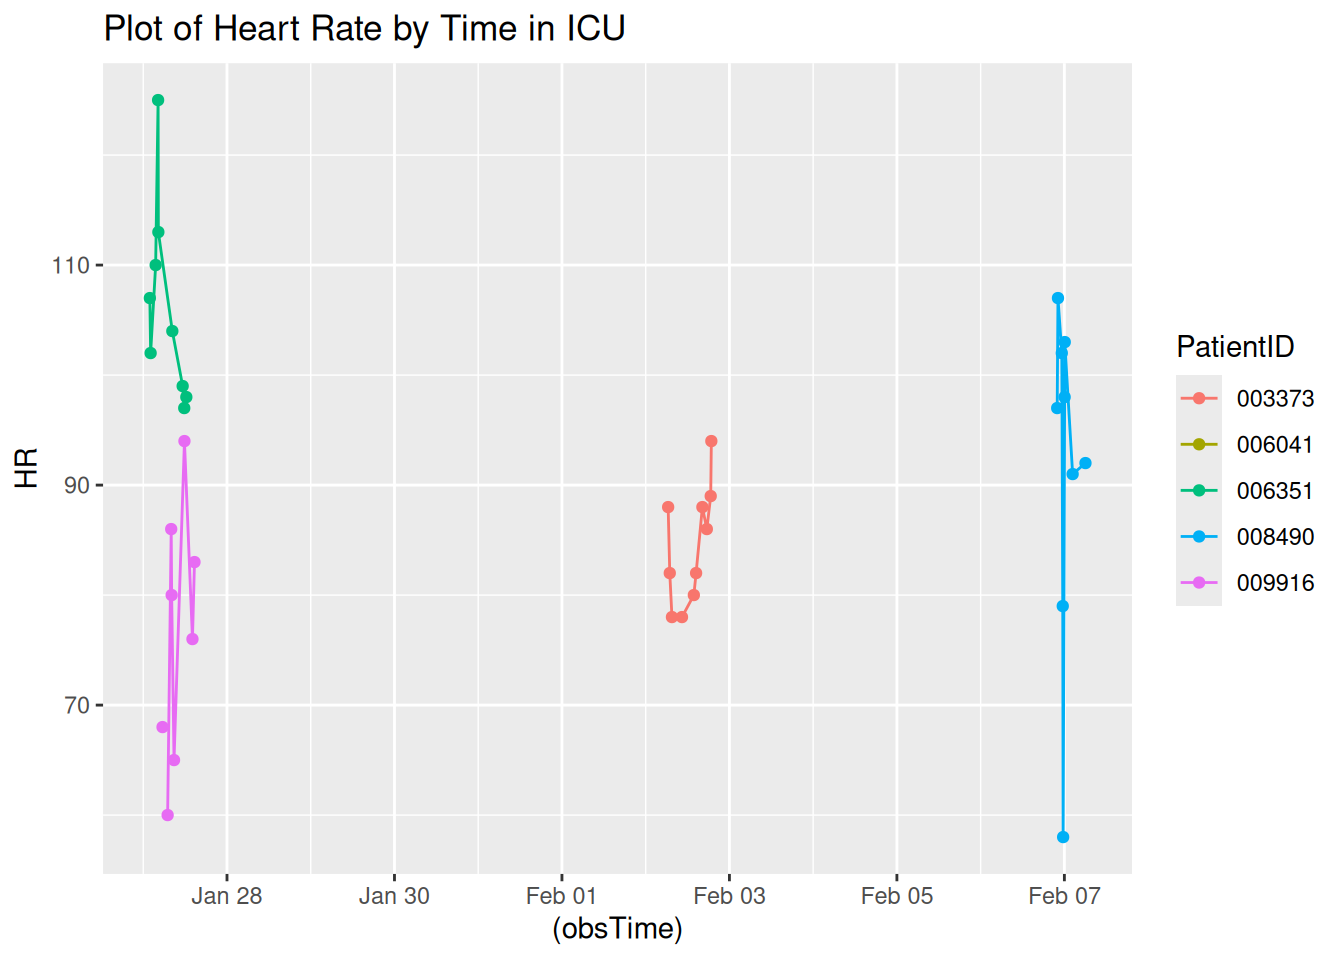 Plot of Heart Rate by Time in ICU
HR
110
90
70
Jan 28 Jan 30 Feb 01 Feb 03 Feb 05 Feb 07
(obsTime)
PatientID
003373
006041
006351
008490
009916